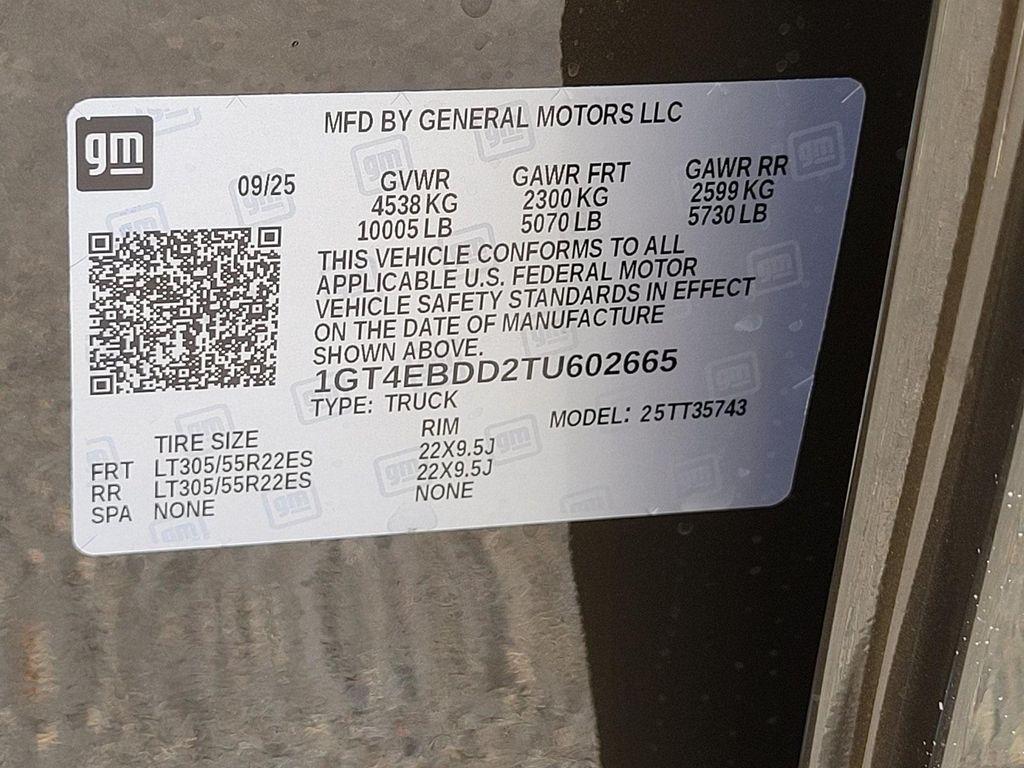 gm
MFD BY GENERAL MOTORS LLC
09/25 GVWR GAWR FRT GAWR RR
4538 KG 2300 KG 2599 KG
10005 LB 5070 LB 5730 LB
THIS VEHICLE CONFORMS TO ALL
APPLICABLE U.S. FEDERAL MOTOR
VEHICLE SAFETY STANDARDS IN EFFECT
ON THE DATE OF MANUFACTURE
SHOWN ABOVE.
1GT4EBDD2TU602665
TYPE: TRUCK MODEL: 25TT35743
TIRE SIZE RIM
FRT LT305/55R22ES 22X9.5J
RR LT305/55R22ES 22X9.5J
SPA NONE NONE